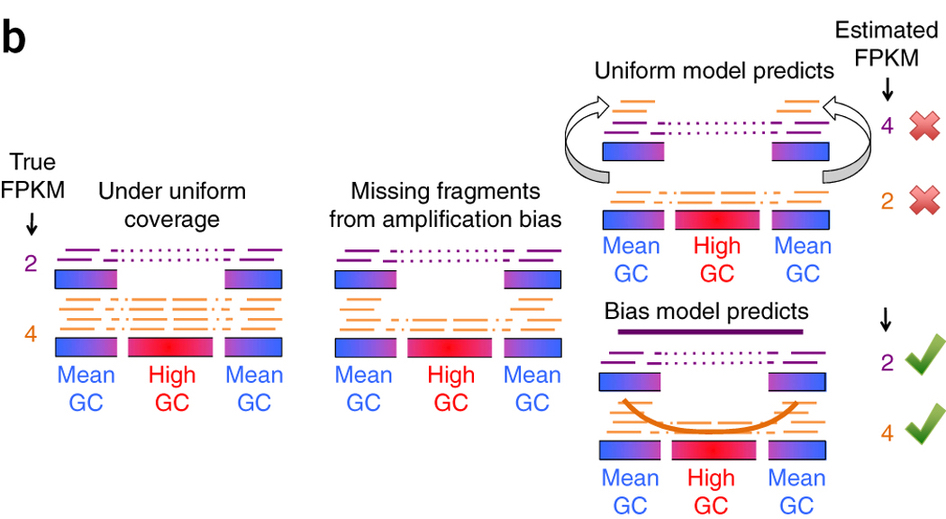 b
True
FPKM
Under uniform
coverage
2
4
Mean
GC
High
GC
Mean
GC
Missing fragments
from amplification bias
Mean
GC
High
GC
Mean
GC
Estimated
FPKM
Uniform model predicts
4
2
Mean
GC
High
GC
Mean
GC
Bias model predicts
2
4
Mean
GC
High
GC
Mean
GC